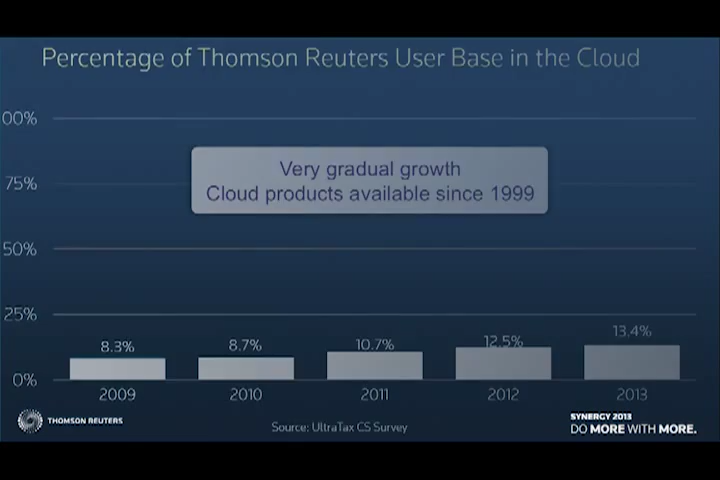 Percentage of Thomson Reuters User Base in the Cloud
00%
Very gradual growth
Cloud products available since 1999
75%
50%
25%
8.3%
8.7%
10.7%
12.5%
13.4%
0%
2009
2010
2011
2012
2013
THOMSON REUTERS
Source: UltraTax CS Survey
SYNERGY 2013
DO MORE WITH MORE.